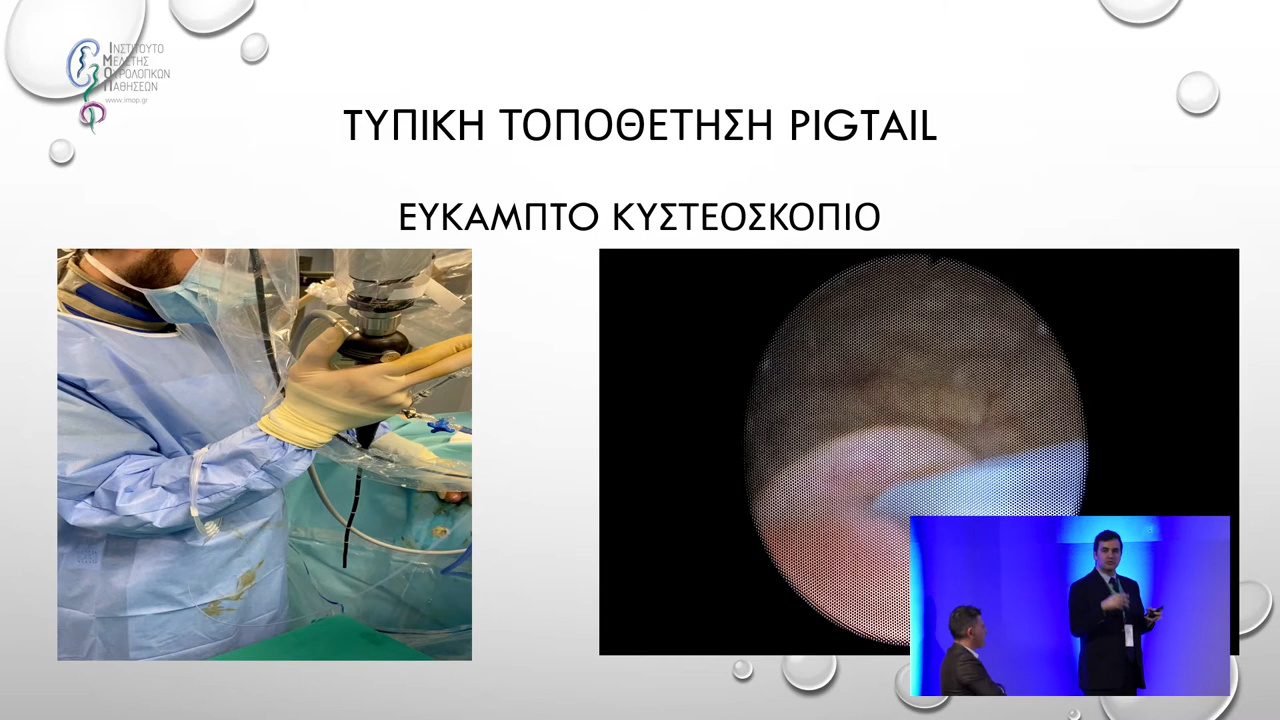 ΙΝΣΤΙΤΟΥΤΟ
ΜΕΛΕΤΗΣ
ΟΥΡΟΛΟΓΙΚΩΝ
ΠΑΘΗΣΕΩΝ
www.imop.gr
ΤΥΠΙΚΗ ΤΟΠΟΘΕΤΗΣΗ PIGTAIL
ΕΥΚΑΜΠΤΟ ΚΥΣΤΕΟΣΚΟΠΙΟ